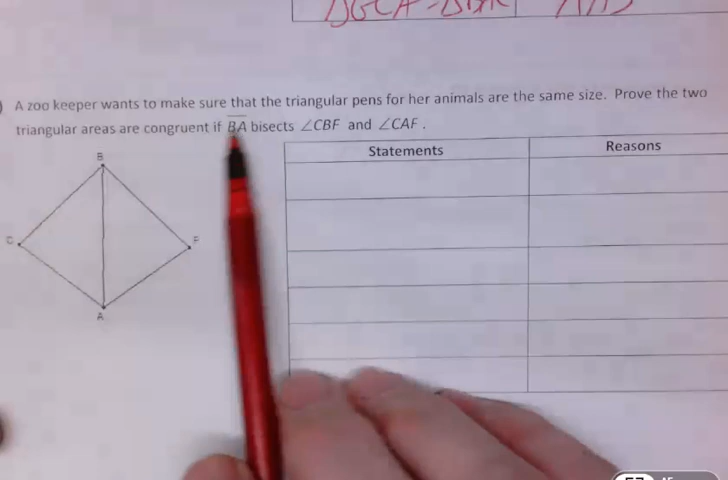 A zoo keeper wants to make sure that the triangular pens for her animals are the same size. Prove the two
triangular areas are congruent if BA bisects ∠CBF and ∠CAF.
Statements Reasons
B
C
F
A